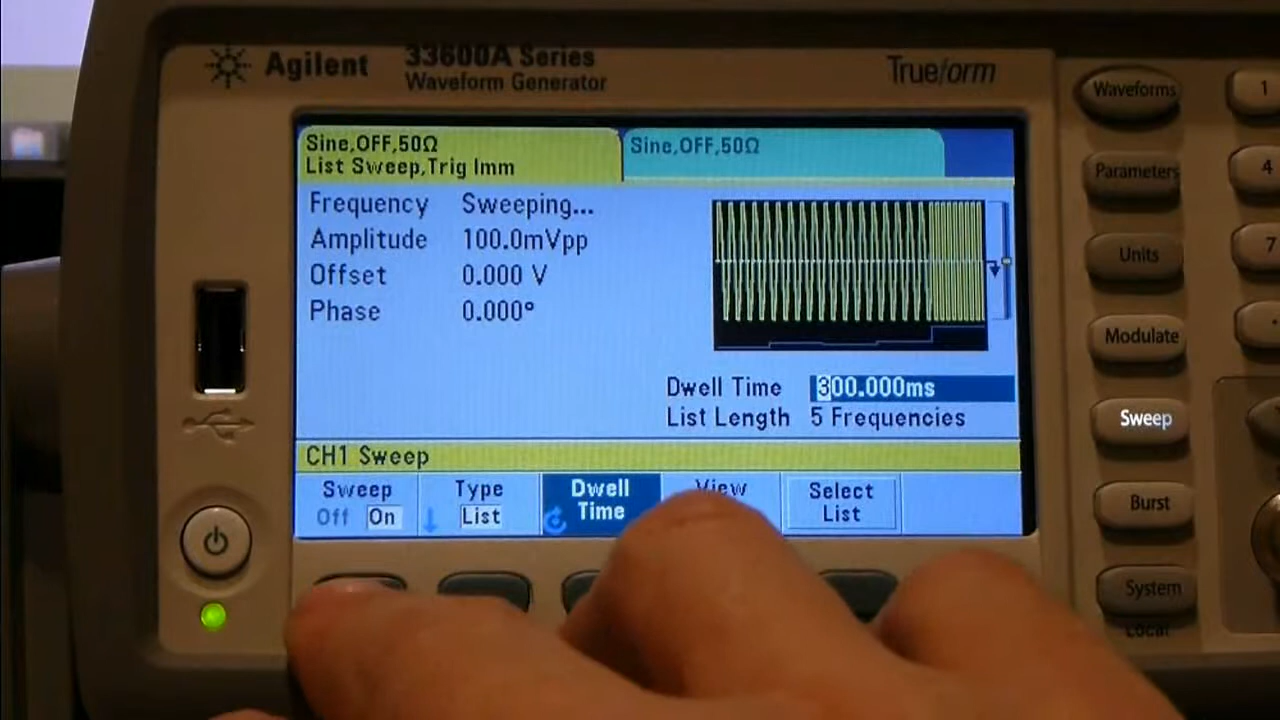 Agilent
33600A Series
Waveform Generator
Trueform
Sine,OFF,50Ω
List Sweep,Trig Imm
Sine,OFF,50Ω
Frequency Sweeping...
Amplitude 100.0mVpp
Offset 0.000 V
Phase 0.000°
Dwell Time 300.000ms
List Length 5 Frequencies
CH1 Sweep
Sweep
Off On
Type
List
Dwell
Time
View
Select
List
Waveforms
Parameters
Units
Modulate
Sweep
Burst
System
Local
1
4
7